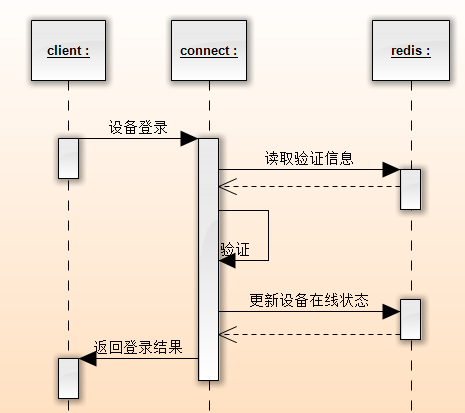 client :
connect :
redis :
设备登录
读取验证信息
验证
更新设备在线状态
返回登录结果